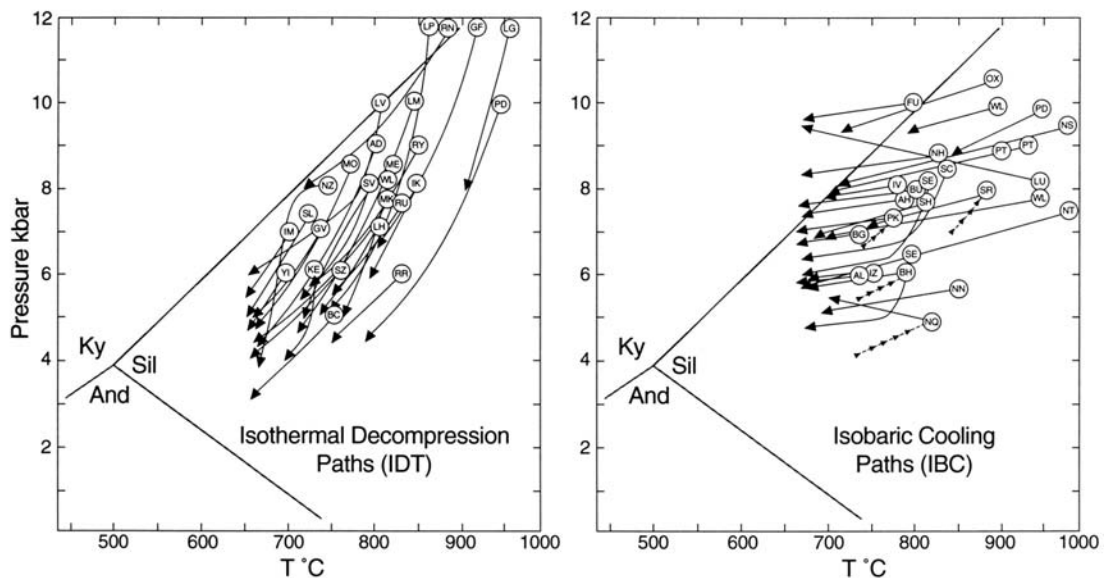 12
10
8
6
4
2
0
Pressure kbar
LP
RN
GF
LG
LV
LM
PD
AD
RY
MO
ME
NZ
SV
WL
IK
MK
RU
SL
IM
GV
LH
YI
KE
SZ
RR
BC
Ky
Sil
And
Isothermal Decompression
Paths (IDT)
500
600
700
800
900
1000
T °C
12
10
8
6
4
2
0
OX
FU
WL
PD
NS
NH
PT
PT
SC
IV
BU
SE
LU
AH
SH
SR
WL
PK
NT
BG
SE
AL
IZ
BH
NN
NQ
Ky
Sil
And
Isobaric Cooling
Paths (IBC)
500
600
700
800
900
1000
T °C